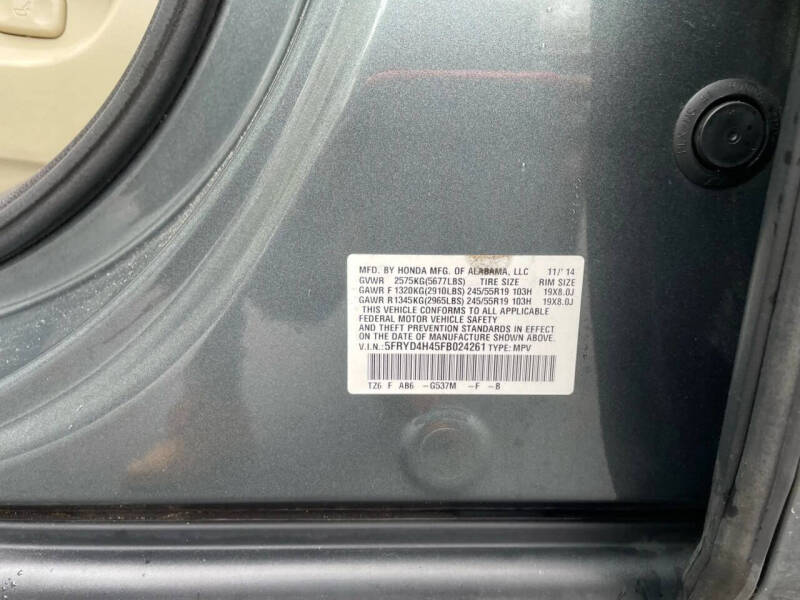 MFD. BY HONDA MFG. OF ALABAMA, LLC 11/'14
GVWR 2575KG(5677LBS) TIRE SIZE RIM SIZE
GAWR F 1320KG(2910LBS) 245/55R19 103H 19X8.0J
GAWR R 1345KG(2965LBS) 245/55R19 103H 19X8.0J
THIS VEHICLE CONFORMS TO ALL APPLICABLE
FEDERAL MOTOR VEHICLE SAFETY
AND THEFT PREVENTION STANDARDS IN EFFECT
ON THE DATE OF MANUFACTURE SHOWN ABOVE.
V.I.N.: 5FRYD4H45FB024261 TYPE: MPV
TZ6 F AB6 -G537M -F -B